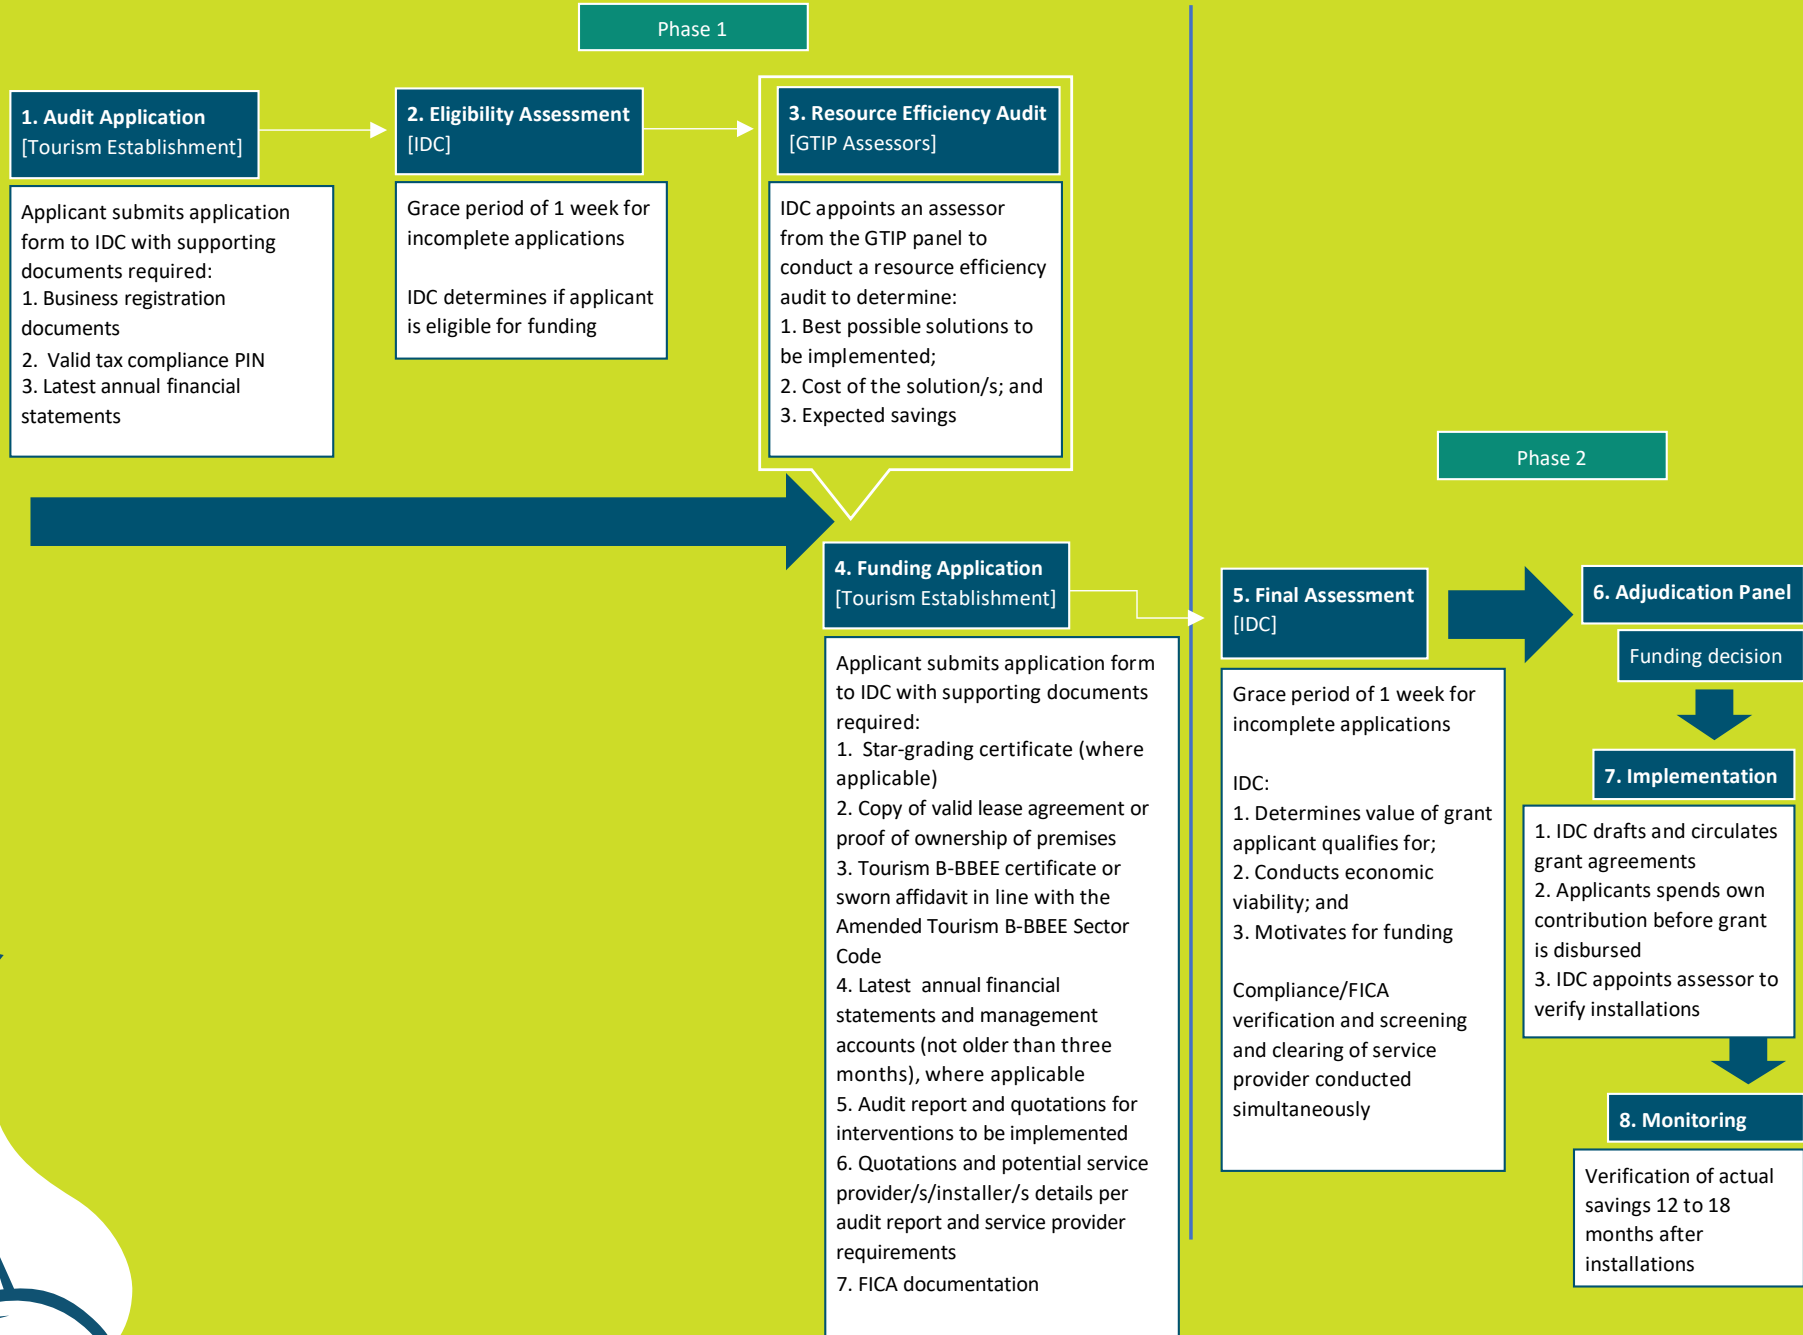 Phase 1
1. Audit Application
[Tourism Establishment]
Applicant submits application
form to IDC with supporting
documents required:
1. Business registration
documents
2. Valid tax compliance PIN
3. Latest annual financial
statements
2. Eligibility Assessment
[IDC]
Grace period of 1 week for
incomplete applications
IDC determines if applicant
is eligible for funding
3. Resource Efficiency Audit
[GTIP Assessors]
IDC appoints an assessor
from the GTIP panel to
conduct a resource efficiency
audit to determine:
1. Best possible solutions to
be implemented;
2. Cost of the solution/s; and
3. Expected savings
4. Funding Application
[Tourism Establishment]
Applicant submits application form
to IDC with supporting documents
required:
1. Star-grading certificate (where
applicable)
2. Copy of valid lease agreement or
proof of ownership of premises
3. Tourism B-BBEE certificate or
sworn affidavit in line with the
Amended Tourism B-BBEE Sector
Code
4. Latest annual financial
statements and management
accounts (not older than three
months), where applicable
5. Audit report and quotations for
interventions to be implemented
6. Quotations and potential service
provider/s/installer/s details per
audit report and service provider
requirements
7. FICA documentation
Phase 2
5. Final Assessment
[IDC]
Grace period of 1 week for
incomplete applications
IDC:
1. Determines value of grant
applicant qualifies for;
2. Conducts economic
viability; and
3. Motivates for funding
Compliance/FICA
verification and screening
and clearing of service
provider conducted
simultaneously
6. Adjudication Panel
Funding decision
7. Implementation
1. IDC drafts and circulates
grant agreements
2. Applicants spends own
contribution before grant
is disbursed
3. IDC appoints assessor to
verify installations
8. Monitoring
Verification of actual
savings 12 to 18
months after
installations